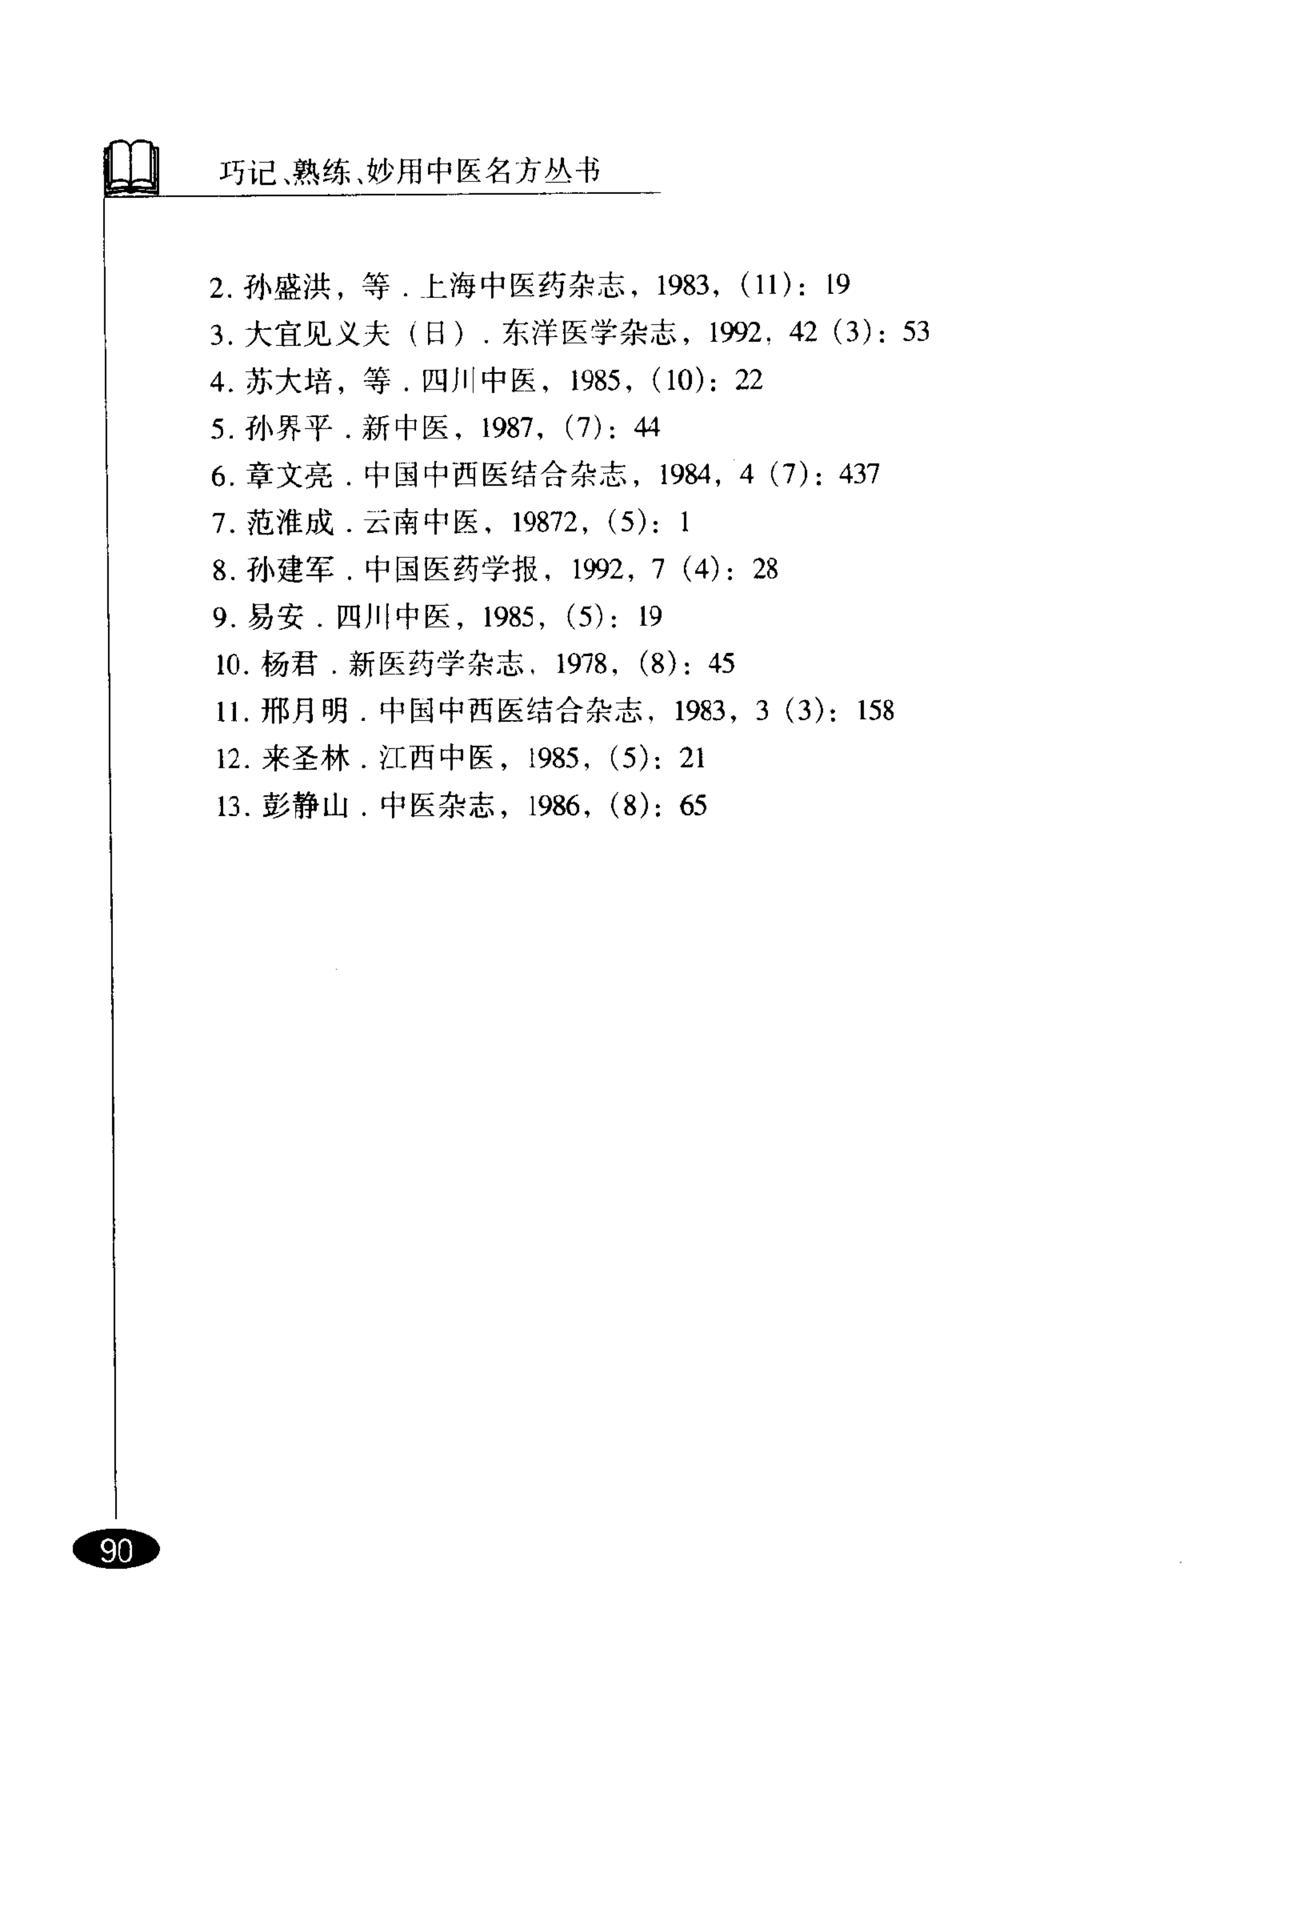 巧记、熟练、妙用中医名方丛书
2. 孙盛洪，等．上海中医药杂志，1983，（11）：19
3. 大宜见义夫（日）．东洋医学杂志，1992，42（3）：53
4. 苏大培，等．四川中医，1985，（10）：22
5. 孙界平．新中医，1987，（7）：44
6. 章文亮．中国中西医结合杂志，1984，4（7）：437
7. 范淮成．云南中医，19872，（5）：1
8. 孙建军．中国医药学报，1992，7（4）：28
9. 易安．四川中医，1985，（5）：19
10. 杨君．新医药学杂志，1978，（8）：45
11. 邢月明．中国中西医结合杂志，1983，3（3）：158
12. 来圣林．江西中医，1985，（5）：21
13. 彭静山．中医杂志，1986，（8）：65
90